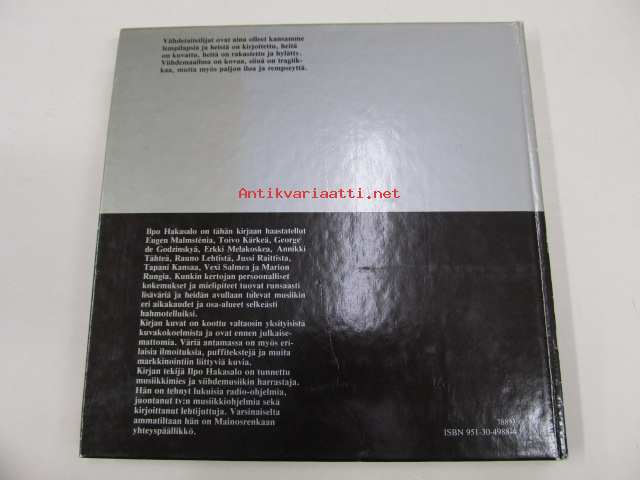 Viihdetaiteilijat ovat aina olleet kansamme
lempilapsia ja heistä on kirjoitettu, heitä
on kuvattu, heitä on rakastettu ja hylätty.
Viihdemaailma on kovaa, siinä on tragiik-
kaa, mutta myös paljon iloa ja rempseyttä.
Antikvariaatti.net
Ilpo Hakasalo on tähän kirjaan haastatellut
Eugen Malmsténia, Toivo Kärkeä, George
de Godzinskyä, Erkki Melakoskea, Annikki
Tähteä, Rauno Lehtistä, Jussi Raittista,
Tapani Kansaa, Vexi Salmea ja Marion
Rungia. Kunkin kertojan persoonalliset
kokemukset ja mielipiteet tuovat runsaasti
lisäväriä ja heidän avullaan tulevat musiikin
eri aikakaudet ja osa-alueet selkeästi
hahmotelluiksi.
Kirjan kuvat on koottu valtaosin yksityisistä
kuvakokoelmista ja ovat ennen julkaise-
mattomia. Väriä antamassa on myös eri-
laisia ilmoituksia, puffitekstejä ja muita
markkinointiin liittyviä kuvia.
Kirjan tekijä Ilpo Hakasalo on tunnettu
musiikkimies ja viihdemusiikin harrastaja.
Hän on tehnyt lukuisia radio-ohjelmia,
juontanut tv:n musiikkiohjelmia sekä
kirjoittanut lehtijuttuja. Varsinaiselta
ammatiltaan hän on Mainosrenkaan
yhteyspäällikkö.
ISBN 951-30-4988-4